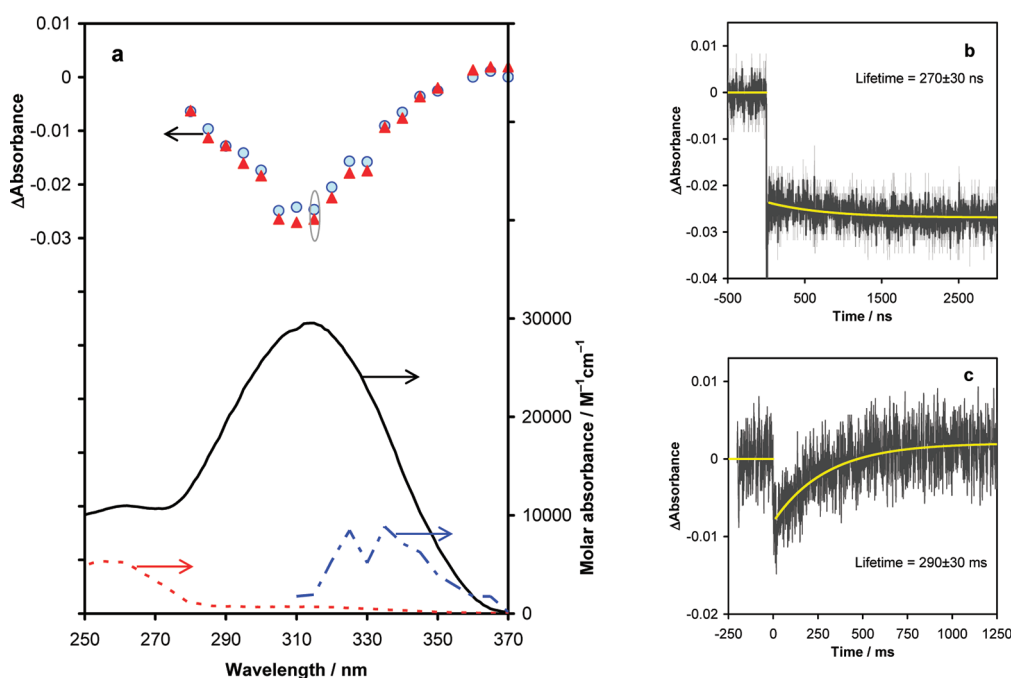 a
0.01
0
-0.01
-0.02
-0.03
ΔAbsorbance
30000
20000
10000
0
Molar absorbance / M⁻¹cm⁻¹
250 270 290 310 330 350 370
Wavelength / nm
b
Lifetime = 270±30 ns
0.01
0
-0.01
-0.02
-0.03
-0.04
ΔAbsorbance
-500 500 1500 2500
Time / ns
c
0.01
0
-0.01
-0.02
ΔAbsorbance
Lifetime = 290±30 ms
-250 0 250 500 750 1000 1250
Time / ms